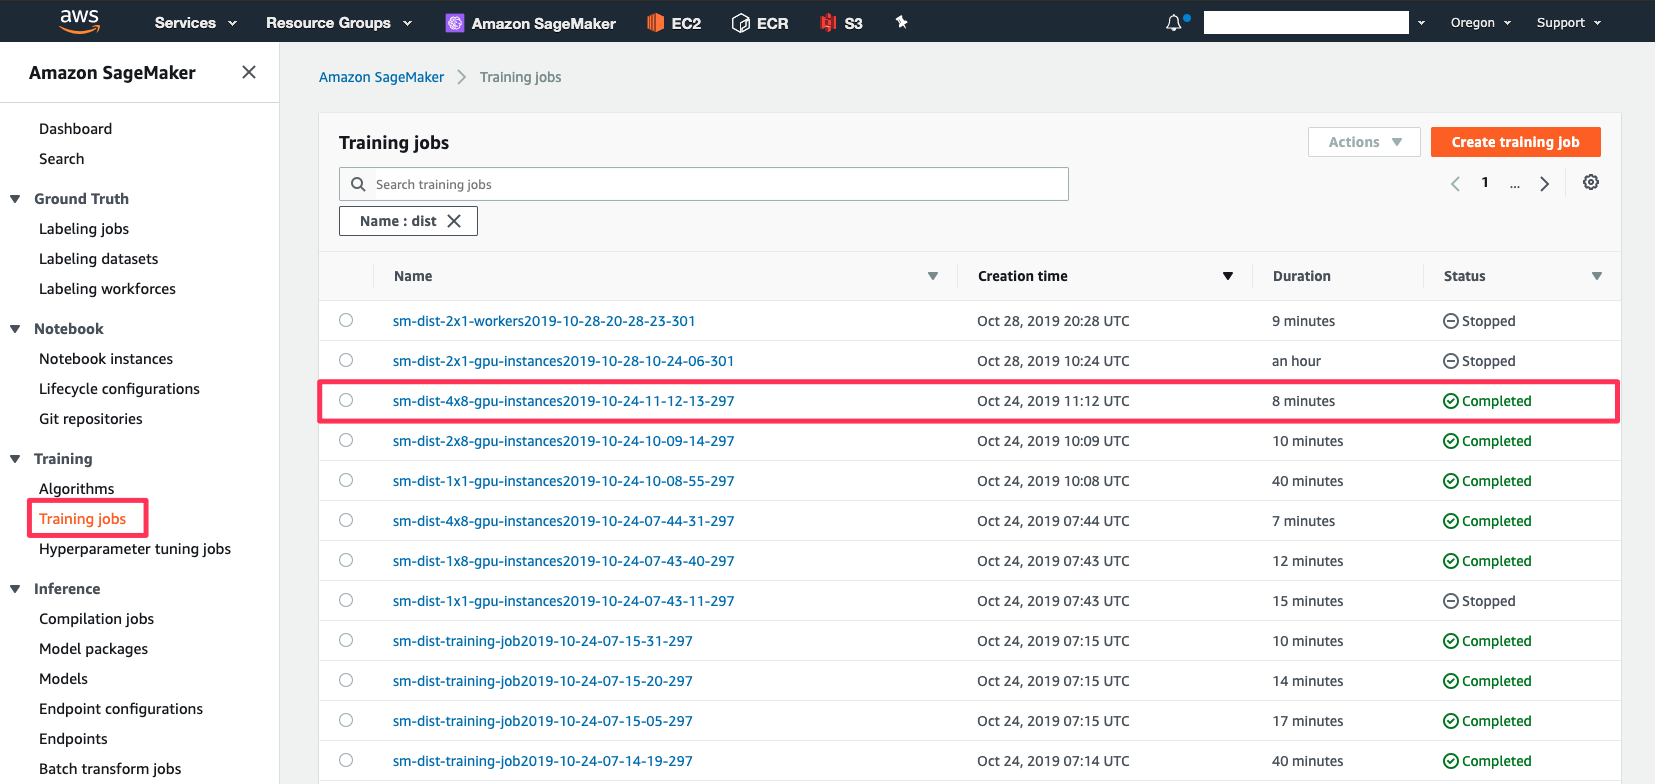 aws Services Resource Groups Amazon SageMaker EC2 ECR S3 Oregon Support
Amazon SageMaker
Dashboard
Search
Ground Truth
Labeling jobs
Labeling datasets
Labeling workforces
Notebook
Notebook instances
Lifecycle configurations
Git repositories
Training
Algorithms
Training jobs
Hyperparameter tuning jobs
Inference
Compilation jobs
Model packages
Models
Endpoint configurations
Endpoints
Batch transform jobs
Amazon SageMaker > Training jobs
Training jobs
Actions Create training job
Search training jobs
1 ...
Name : dist
Name Creation time Duration Status
sm-dist-2x1-workers2019-10-28-20-28-23-301 Oct 28, 2019 20:28 UTC 9 minutes Stopped
sm-dist-2x1-gpu-instances2019-10-28-10-24-06-301 Oct 28, 2019 10:24 UTC an hour Stopped
sm-dist-4x8-gpu-instances2019-10-24-11-12-13-297 Oct 24, 2019 11:12 UTC 8 minutes Completed
sm-dist-2x8-gpu-instances2019-10-24-10-09-14-297 Oct 24, 2019 10:09 UTC 10 minutes Completed
sm-dist-1x1-gpu-instances2019-10-24-10-08-55-297 Oct 24, 2019 10:08 UTC 40 minutes Completed
sm-dist-4x8-gpu-instances2019-10-24-07-44-31-297 Oct 24, 2019 07:44 UTC 7 minutes Completed
sm-dist-1x8-gpu-instances2019-10-24-07-43-40-297 Oct 24, 2019 07:43 UTC 12 minutes Completed
sm-dist-1x1-gpu-instances2019-10-24-07-43-11-297 Oct 24, 2019 07:43 UTC 15 minutes Stopped
sm-dist-training-job2019-10-24-07-15-31-297 Oct 24, 2019 07:15 UTC 10 minutes Completed
sm-dist-training-job2019-10-24-07-15-20-297 Oct 24, 2019 07:15 UTC 14 minutes Completed
sm-dist-training-job2019-10-24-07-15-05-297 Oct 24, 2019 07:15 UTC 17 minutes Completed
sm-dist-training-job2019-10-24-07-14-19-297 Oct 24, 2019 07:14 UTC 40 minutes Completed